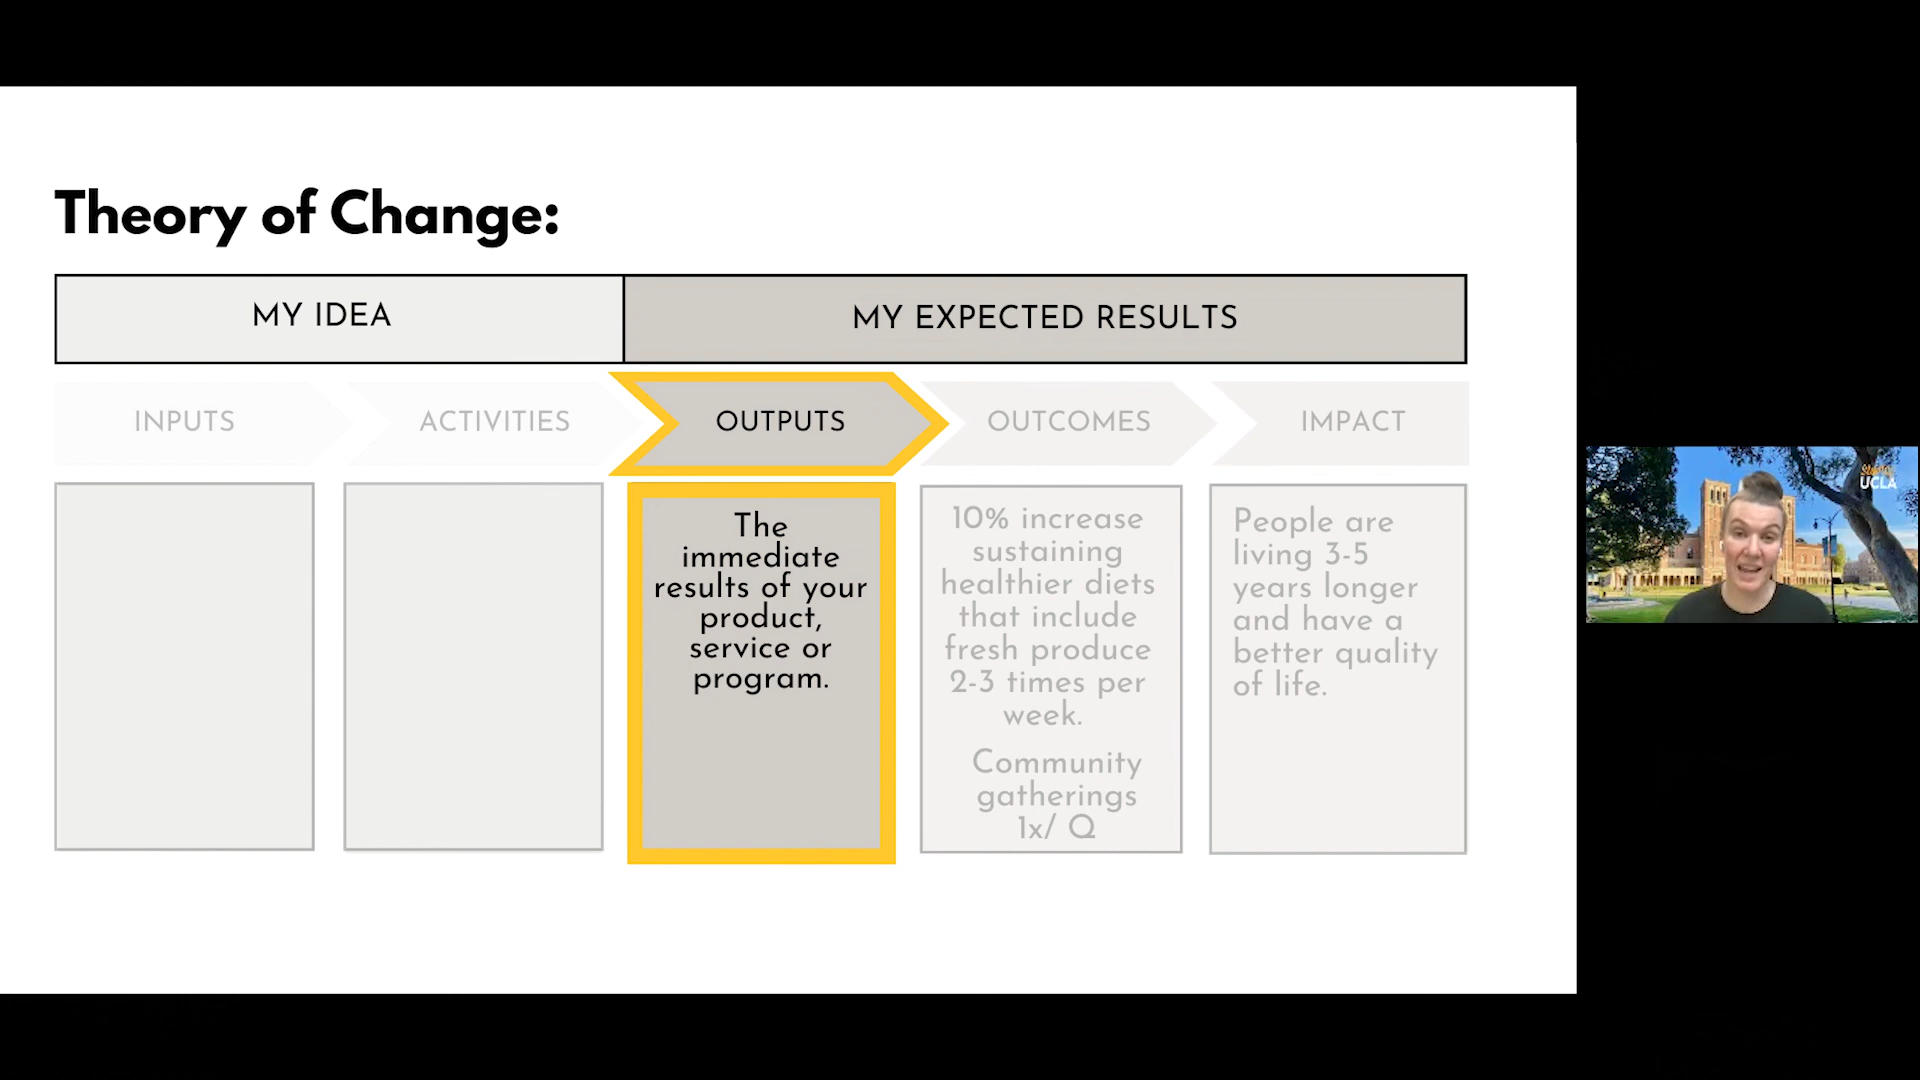 Theory of Change:
MY IDEA
MY EXPECTED RESULTS
INPUTS
ACTIVITIES
OUTPUTS
OUTCOMES
IMPACT
The
immediate
results of your
product,
service or
program.
10% increase
sustaining
healthier diets
that include
fresh produce
2-3 times per
week.
Community
gatherings
1x/ Q
People are
living 3-5
years longer
and have a
better quality
of life.
Startup
UCLA